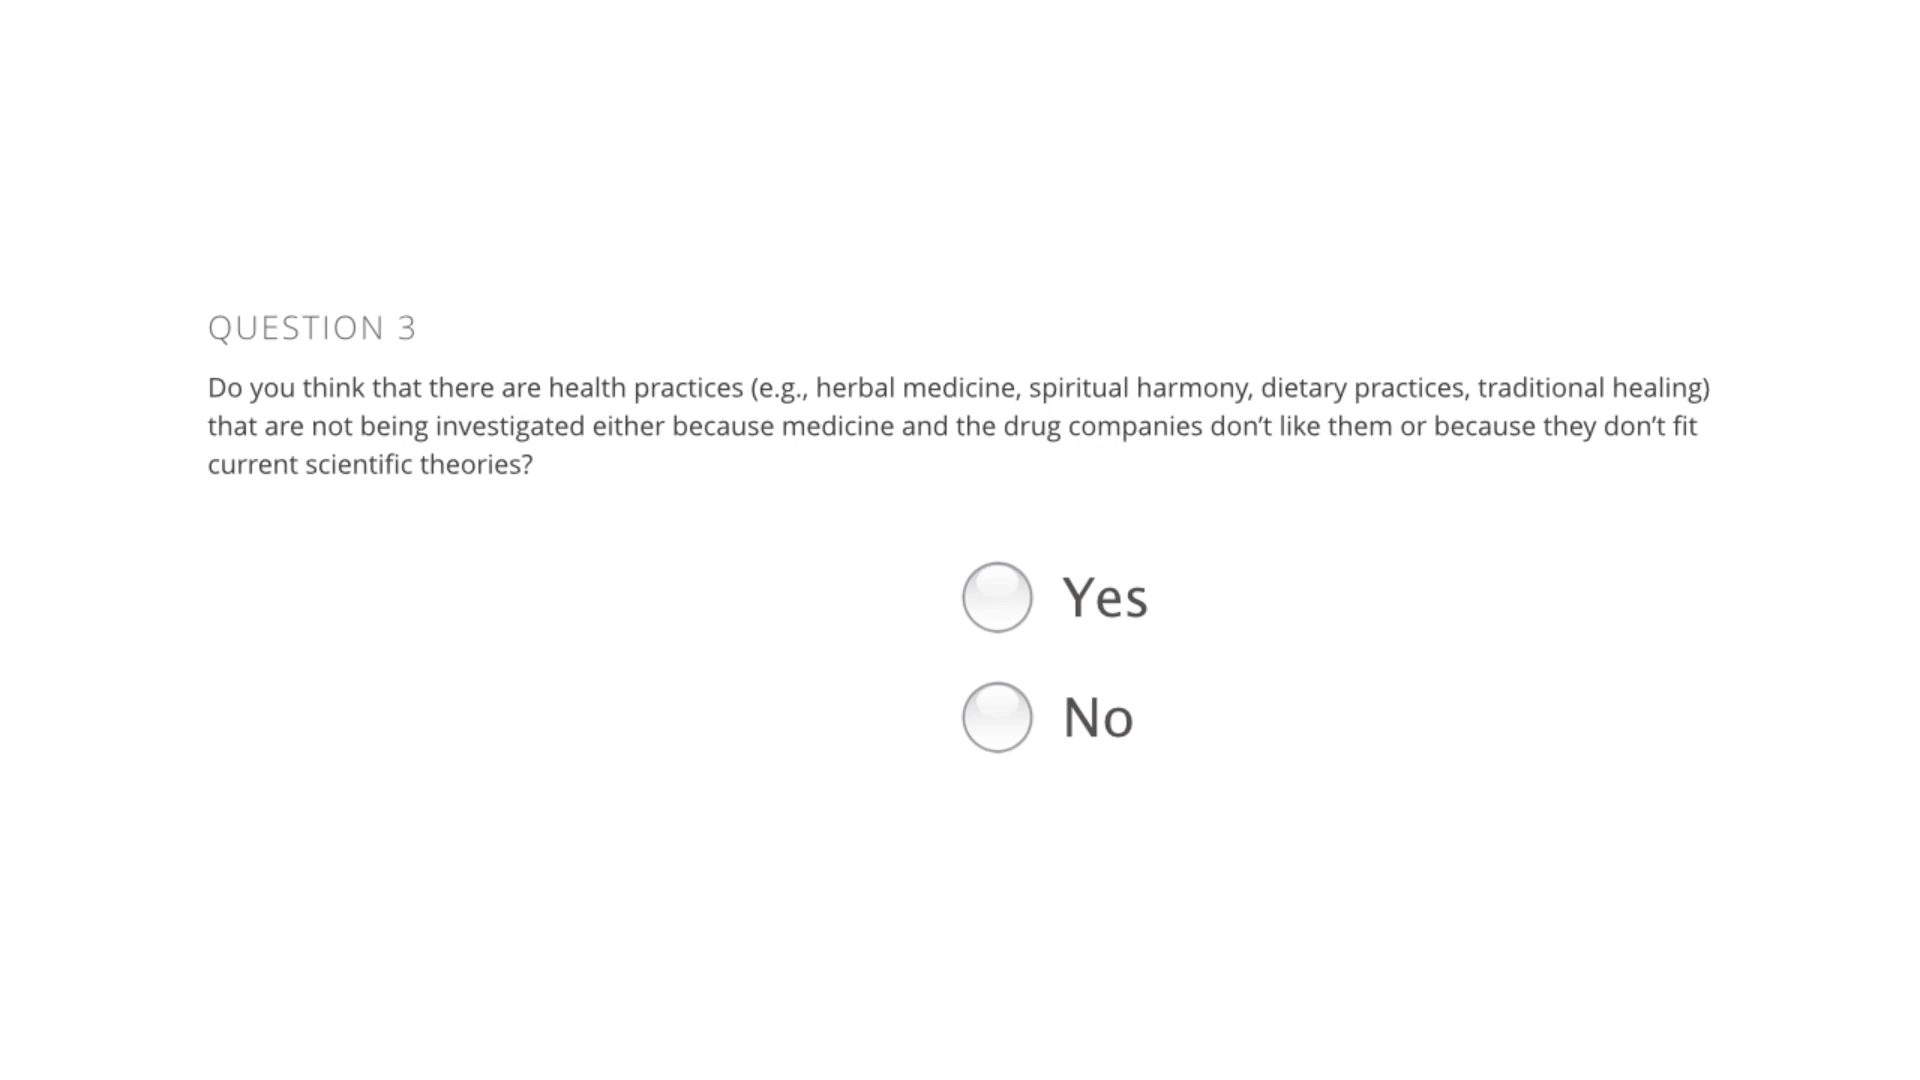 QUESTION 3
Do you think that there are health practices (e.g., herbal medicine, spiritual harmony, dietary practices, traditional healing)
that are not being investigated either because medicine and the drug companies don’t like them or because they don’t fit
current scientific theories?
Yes
No